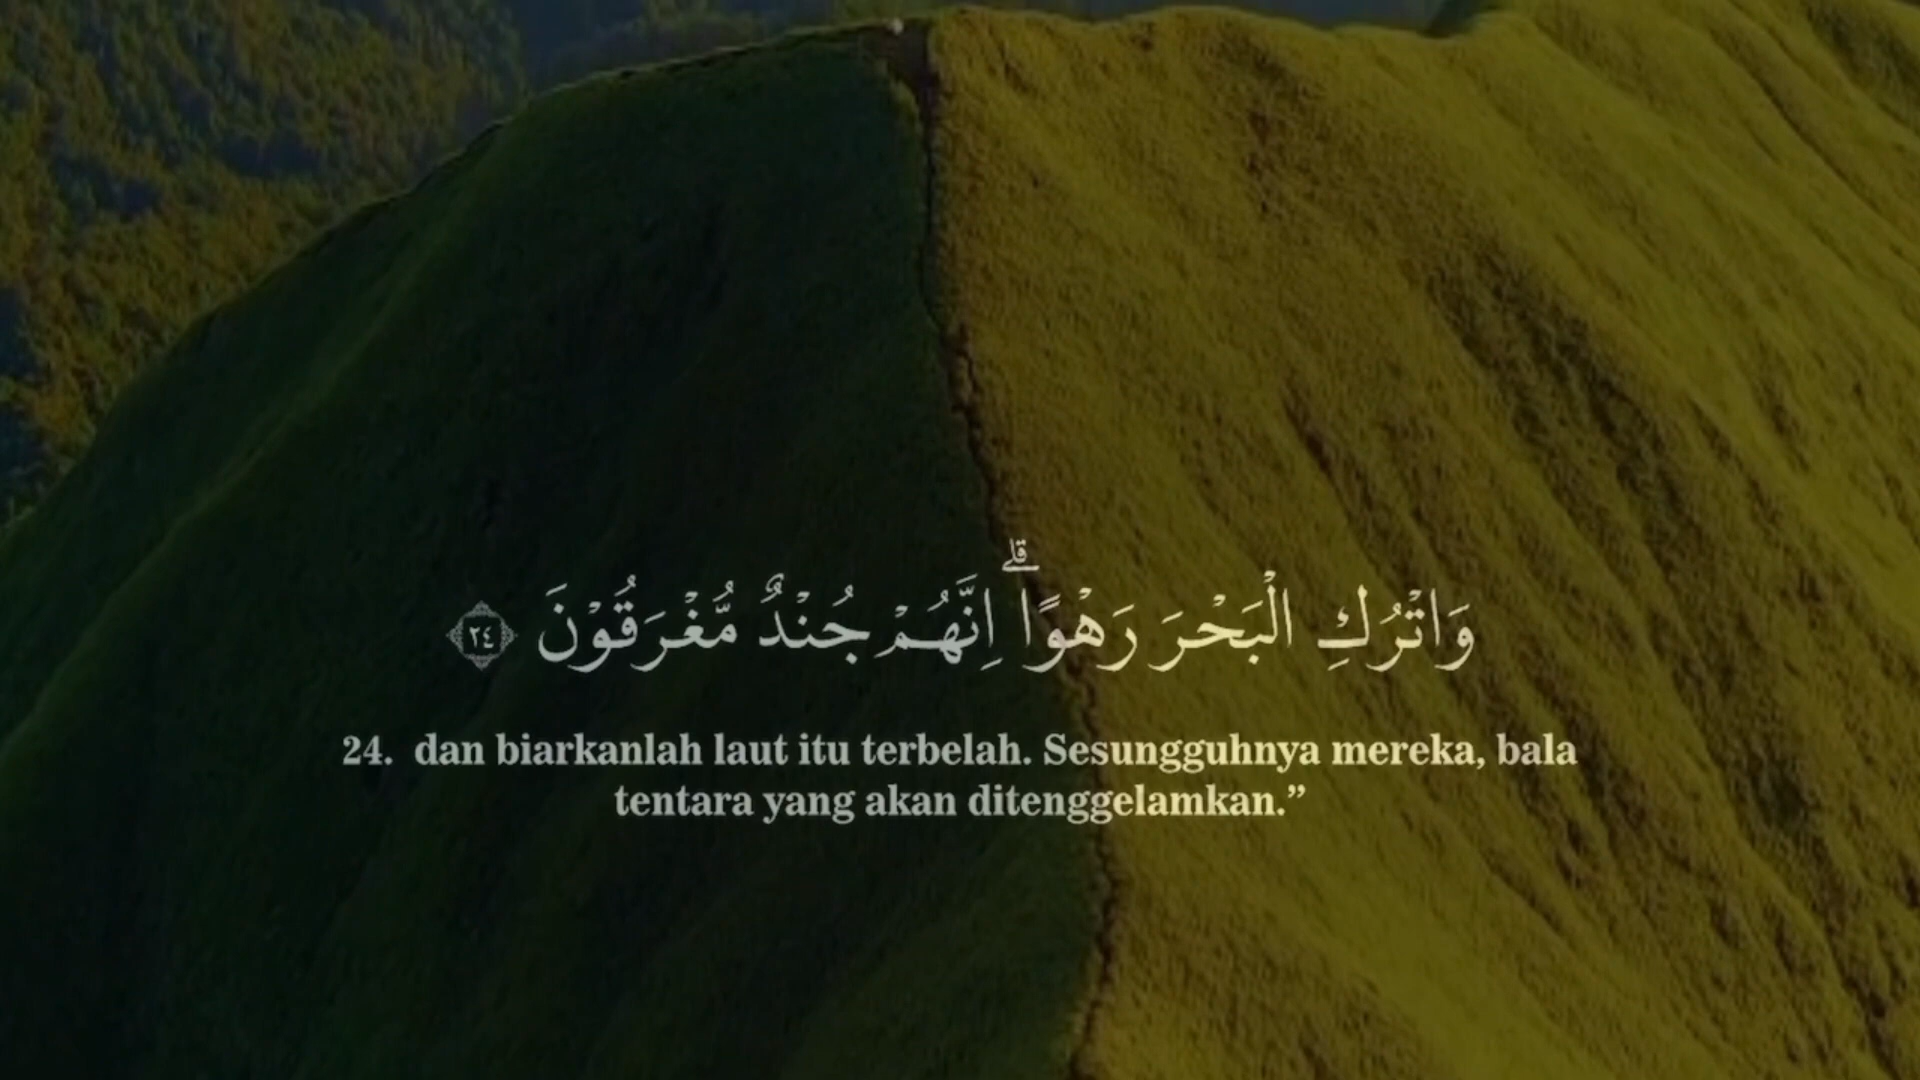 وَاتْرُكِ الْبَحْرَ رَهْوًاۗ اِنَّهُمْ جُنْدٌ مُّغْرَقُوْنَ ٢٤
24. dan biarkanlah laut itu terbelah. Sesungguhnya mereka, bala
tentara yang akan ditenggelamkan.”